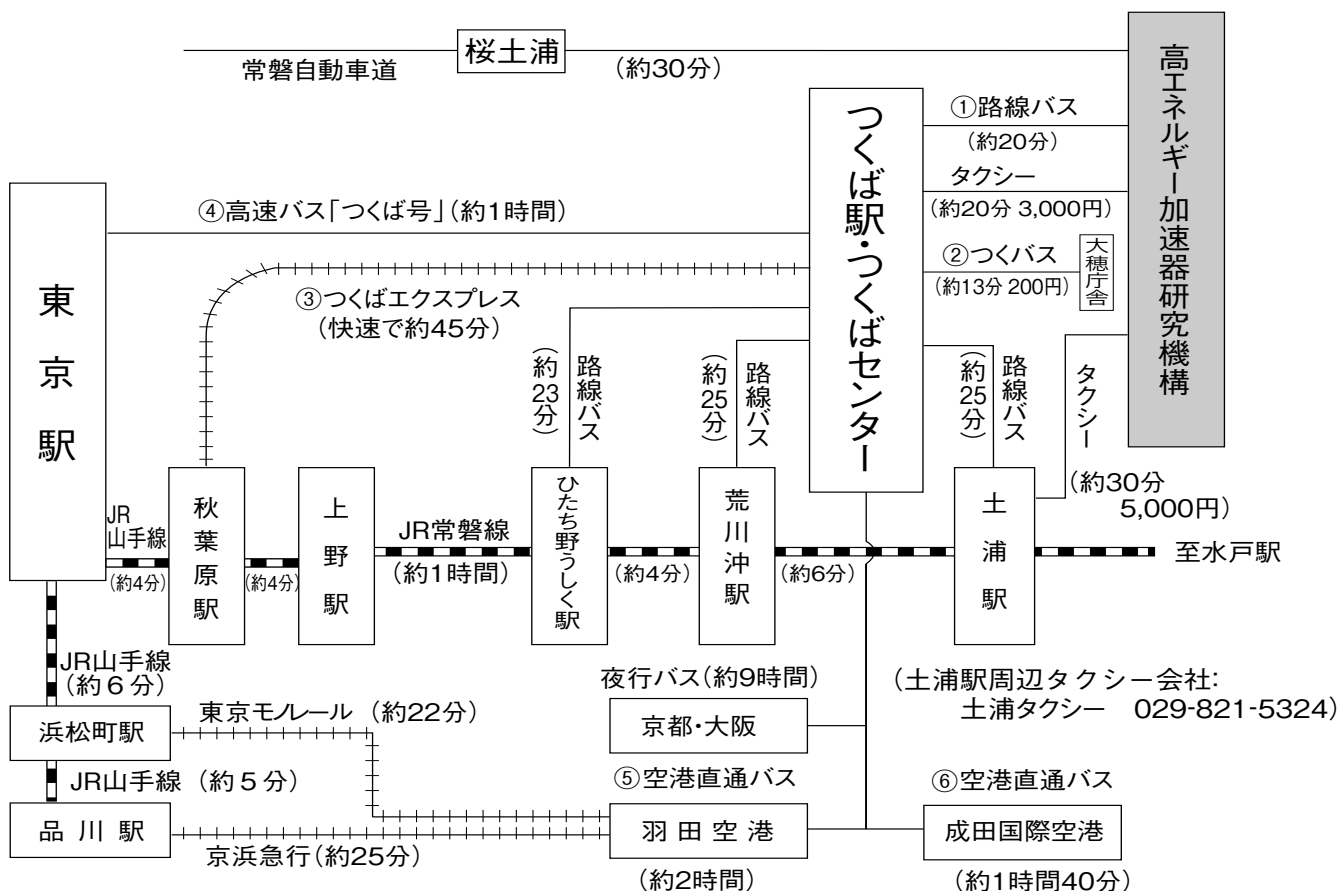 桜土浦
常磐自動車道
(約30分)
高エネルギー加速器研究機構
つくば駅・つくばセンター
①路線バス
(約20分)
タクシー
(約20分 3,000円)
②つくバス
(約13分 200円)
大穂庁舎
東京駅
④高速バス「つくば号」(約1時間)
③つくばエクスプレス
(快速で約45分)
路線バス
(約23分)
路線バス
(約25分)
路線バス
(約25分)
タクシー
(約30分
5,000円)
JR
山手線
(約4分)
秋葉原駅
(約4分)
上野駅
JR常磐線
(約1時間)
ひたち野うしく駅
(約4分)
荒川沖駅
(約6分)
土浦駅
至水戸駅
JR山手線
(約6分)
浜松町駅
東京モノレール (約22分)
JR山手線 (約5分)
品川駅
京浜急行(約25分)
夜行バス(約9時間)
京都・大阪
⑤空港直通バス
羽田空港
(約2時間)
(土浦駅周辺タクシー会社:
土浦タクシー 029-821-5324)
⑥空港直通バス
成田国際空港
(約1時間40分)